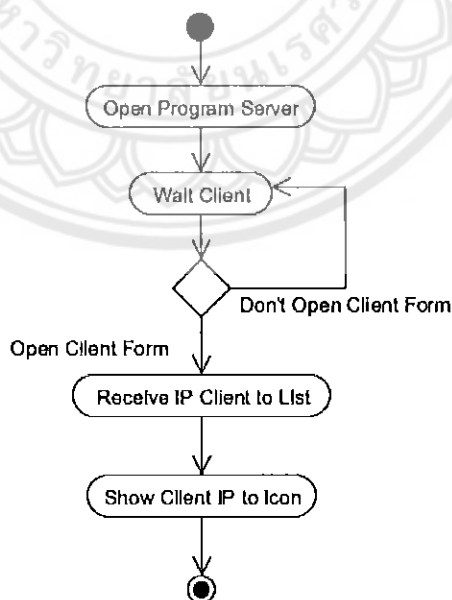 Open Program Server
Wait Client
Don't Open Client Form
Open Client Form
Receive IP Client to List
Show Client IP to Icon